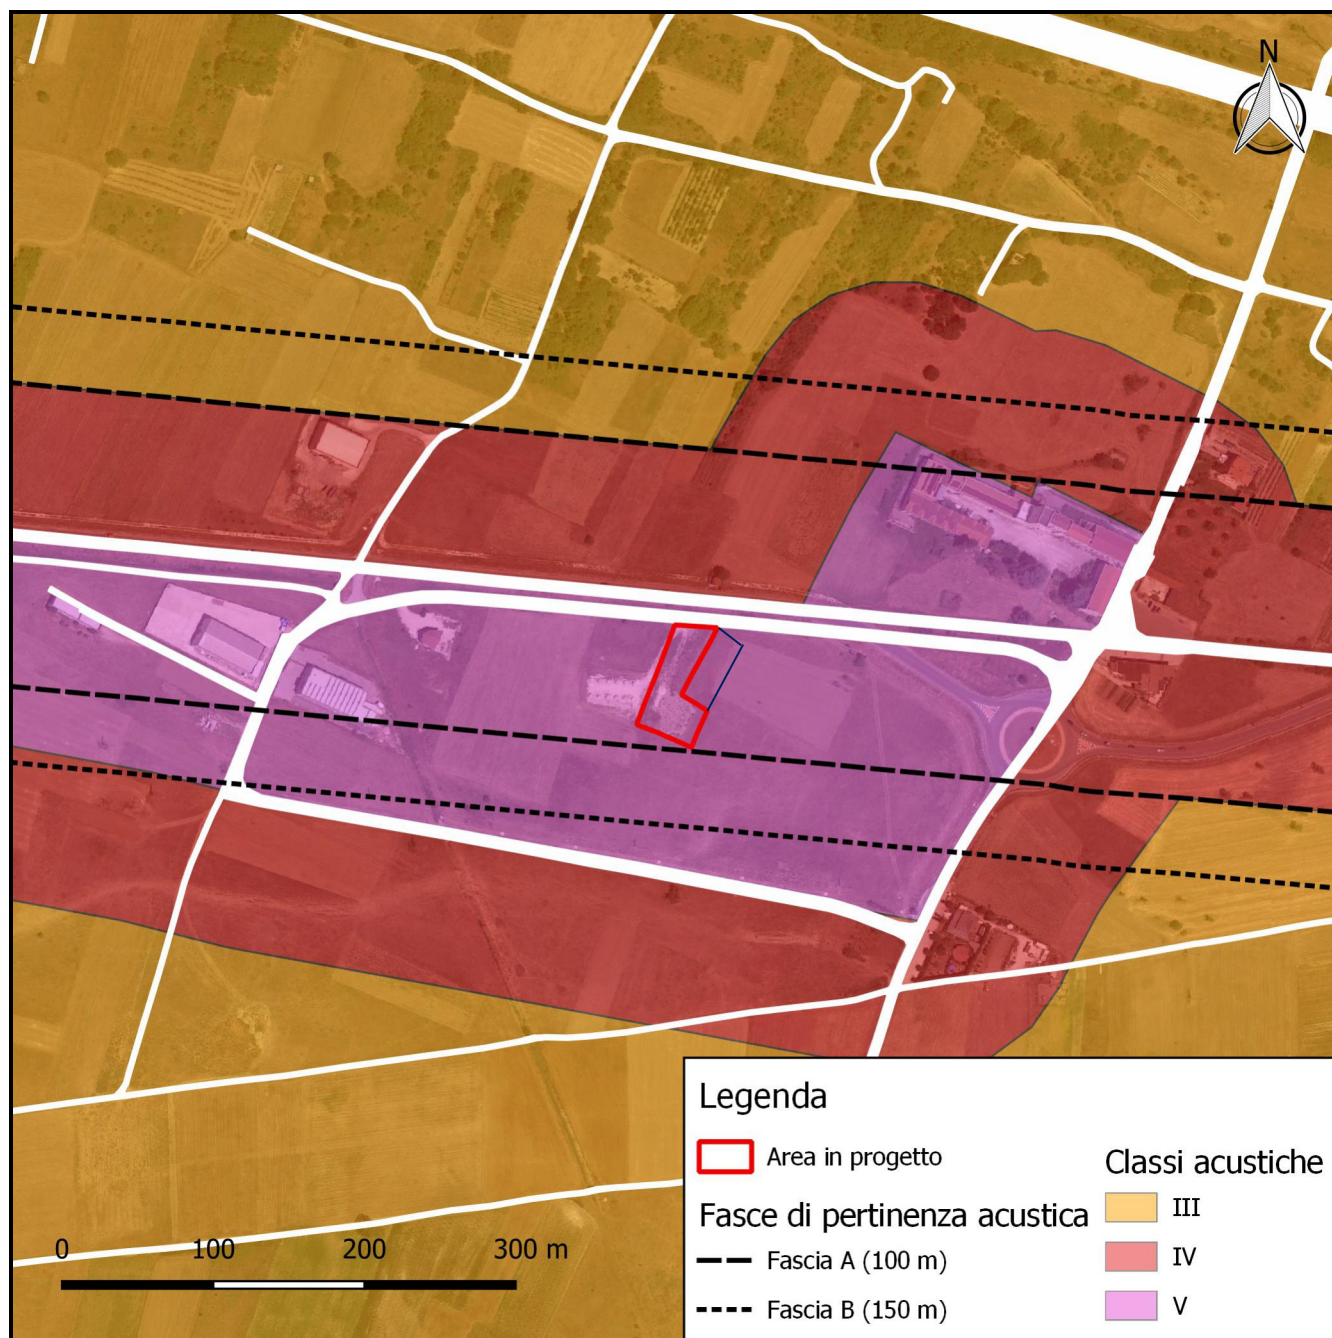 N
Legenda
Area in progetto
Fasce di pertinenza acustica
Fascia A (100 m)
Fascia B (150 m)
Classi acustiche
III
IV
V
0 100 200 300 m